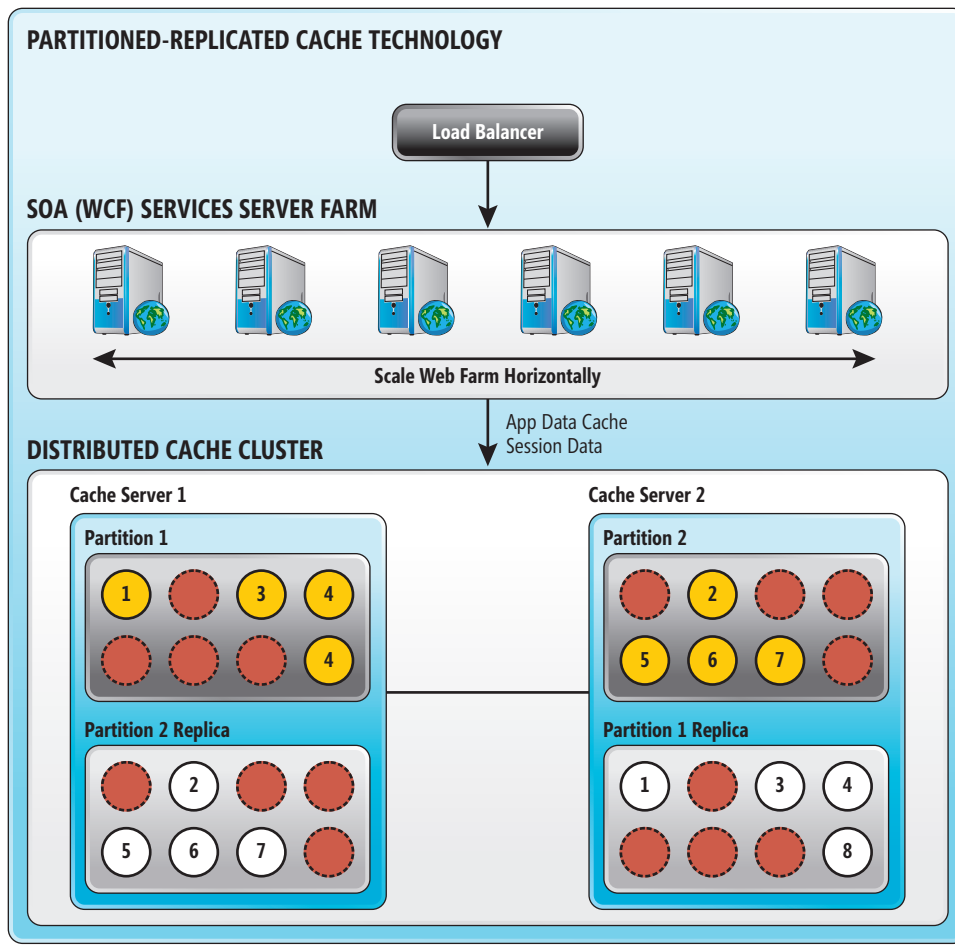 PARTITIONED-REPLICATED CACHE TECHNOLOGY
Load Balancer
SOA (WCF) SERVICES SERVER FARM
Scale Web Farm Horizontally
App Data Cache
Session Data
DISTRIBUTED CACHE CLUSTER
Cache Server 1
Partition 1
1 3 4
4
Partition 2 Replica
2
5 6 7
Cache Server 2
Partition 2
2
5 6 7
Partition 1 Replica
1 3 4
8